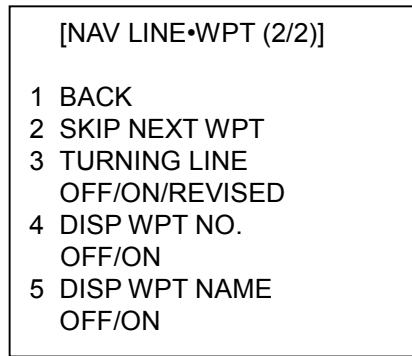 [NAV LINE•WPT (2/2)]
1 BACK
2 SKIP NEXT WPT
3 TURNING LINE
OFF/ON/REVISED
4 DISP WPT NO.
OFF/ON
5 DISP WPT NAME
OFF/ON